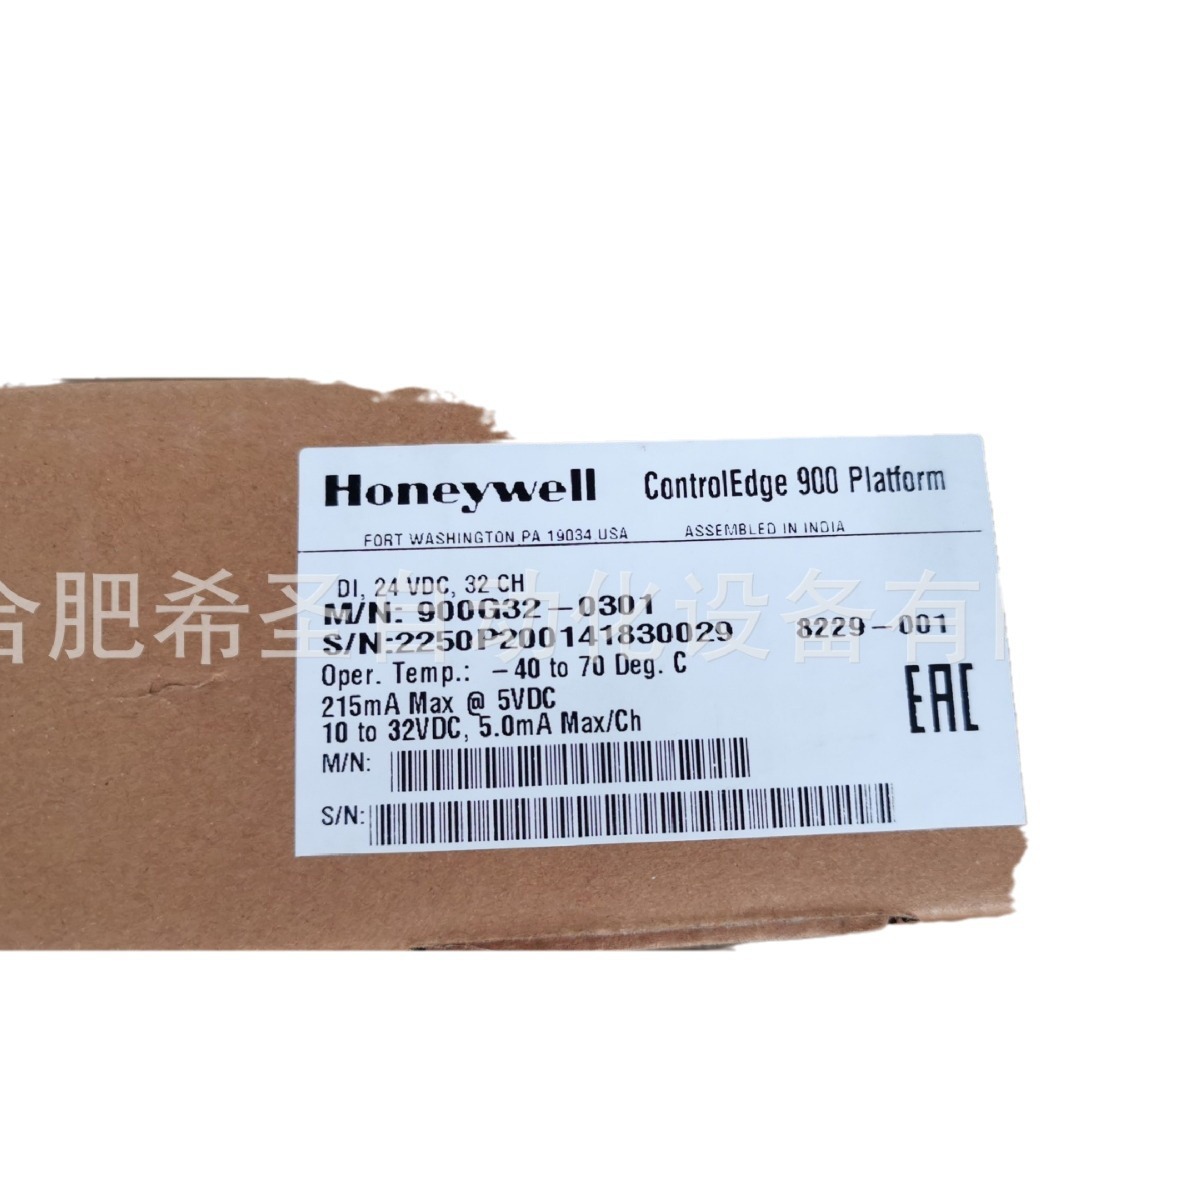 Honeywell ControlEdge 900 Platform
FORT WASHINGTON PA 19034 USA ASSEMBLED IN INDIA
DI, 24 VDC, 32 CH
M/N: 900G32-0301
S/N:2250P200141830029 8229-001
合肥希圣自动化设备有限
Oper. Temp.: -40 to 70 Deg. C
215mA Max @ 5VDC
10 to 32VDC, 5.0mA Max/Ch
EAC
M/N:
S/N: